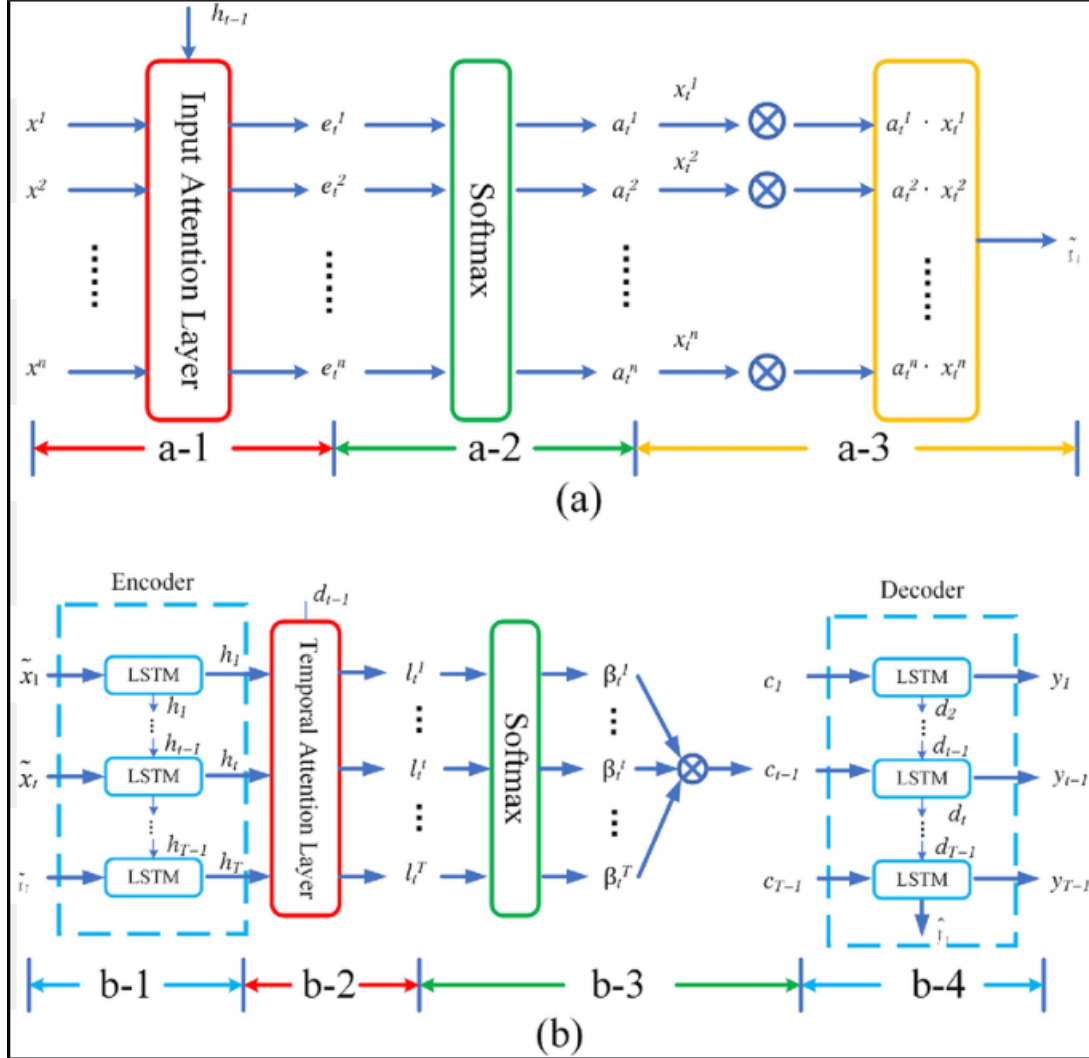 h_{t-1}
x^1 Input Attention Layer e_t^1 Softmax a_t^1 x_t^1 ⊗ a_t^1 · x_t^1
x^2 e_t^2 a_t^2 x_t^2 ⊗ a_t^2 · x_t^2
...... ...... ...... ......
x^n e_t^n a_t^n x_t^n ⊗ a_t^n · x_t^n
a-1 a-2 a-3
(a)
Encoder Decoder
d_{t-1}
x̃_1 LSTM h_1 Temporal Attention Layer l_t^1 Softmax β_t^1 c_1 LSTM y_1
h_1 d_2
... ... ... ...
h_{t-1} d_{t-1}
x̃_t LSTM h_t l_t^t β_t^t ⊗ c_{t-1} LSTM y_{t-1}
d_t
... ... ... ...
h_{T-1} d_{T-1}
LSTM h_T l_t^T β_t^T c_{T-1} LSTM y_{T-1}
b-1 b-2 b-3 b-4
(b)